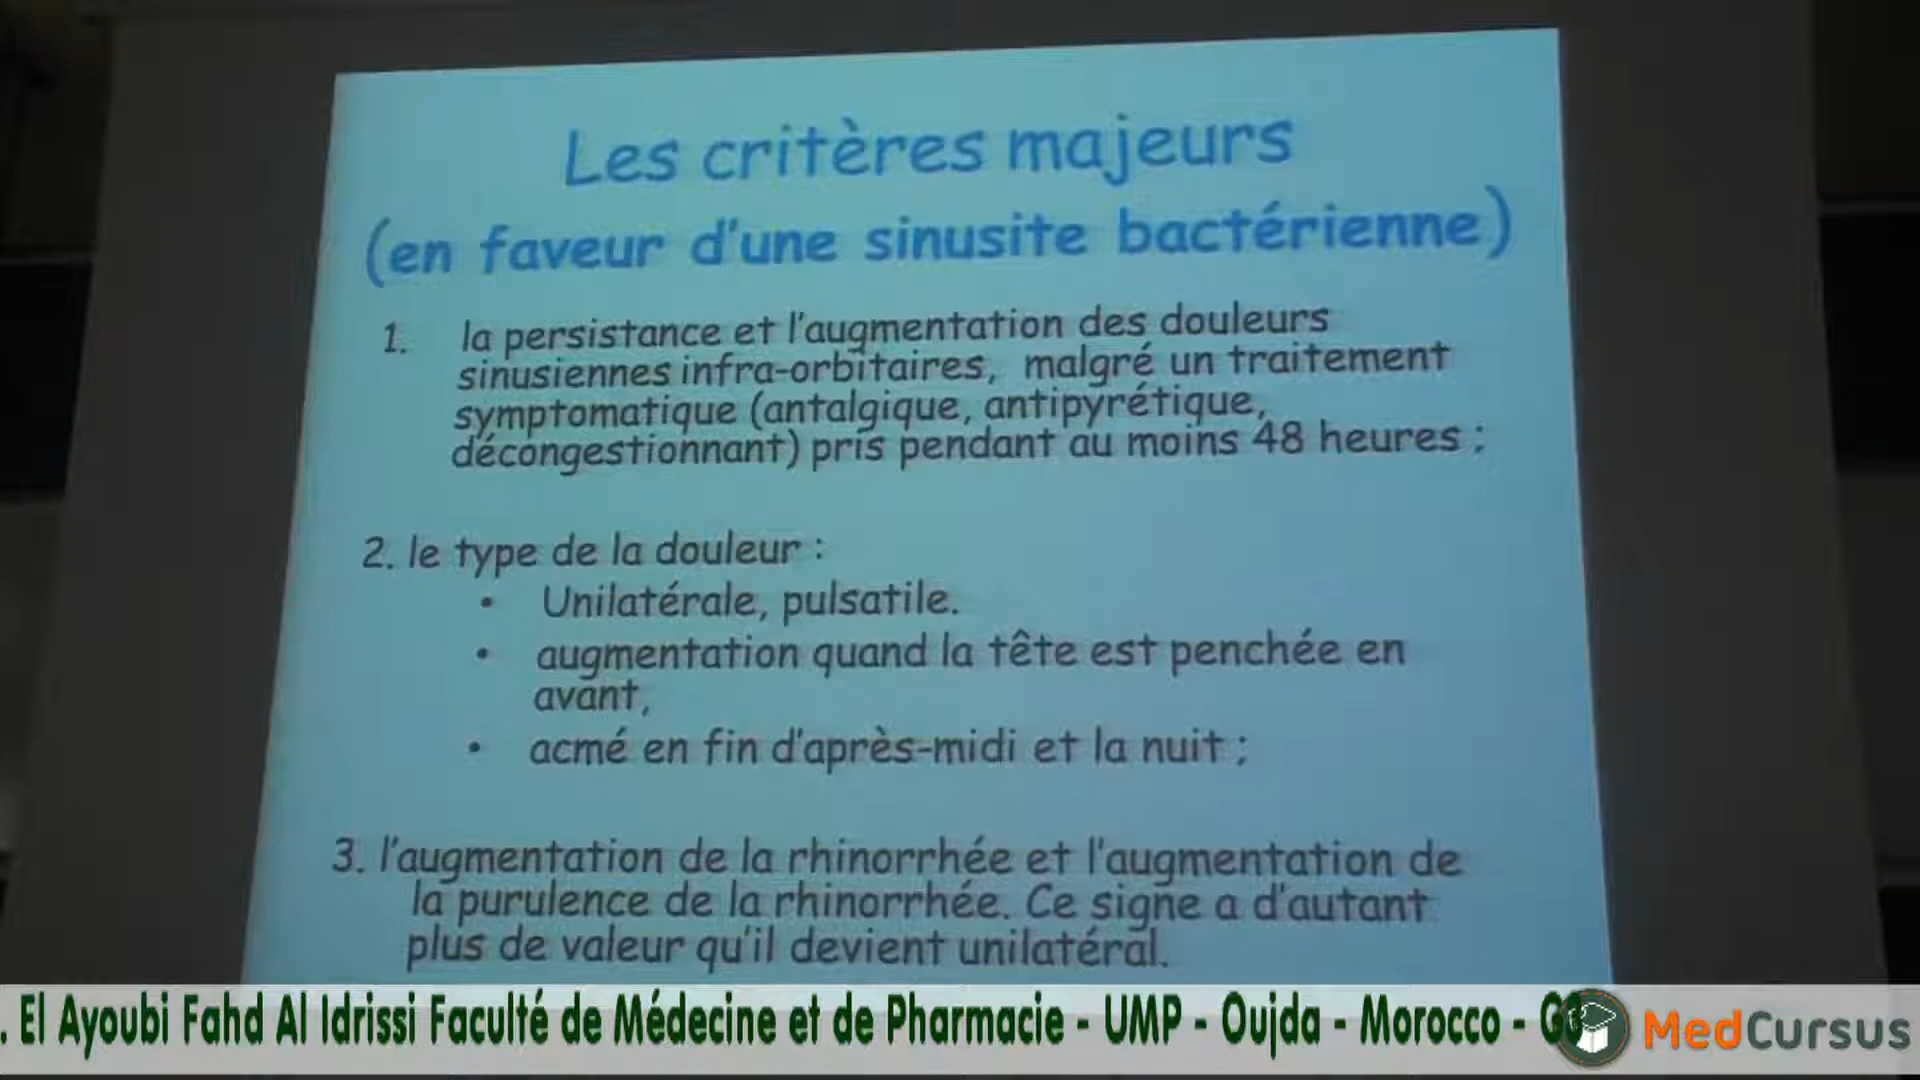 Les critères majeurs
(en faveur d'une sinusite bactérienne)
1. la persistance et l'augmentation des douleurs
sinusiennes infra-orbitaires, malgré un traitement
symptomatique (antalgique, antipyrétique,
décongestionnant) pris pendant au moins 48 heures ;
2. le type de la douleur :
• Unilatérale, pulsatile.
• augmentation quand la tête est penchée en
avant,
• acmé en fin d'après-midi et la nuit ;
3. l'augmentation de la rhinorrhée et l'augmentation de
la purulence de la rhinorrhée. Ce signe a d'autant
plus de valeur qu'il devient unilatéral.
. El Ayoubi Fahd Al Idrissi Faculté de Médecine et de Pharmacie - UMP - Oujda - Morocco -
MedCursus